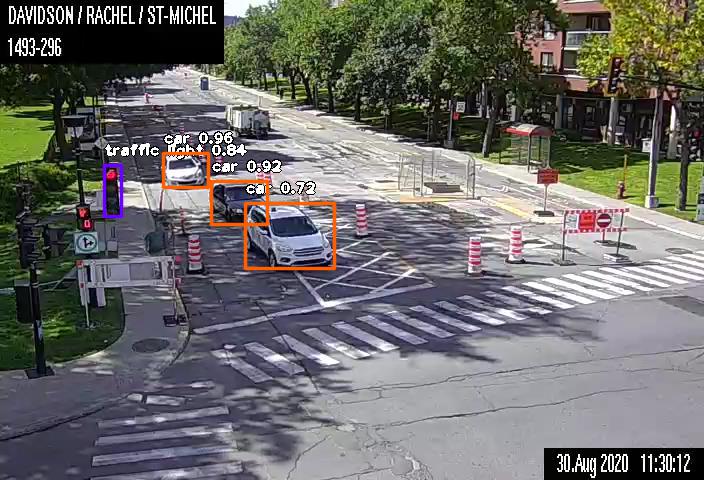 DAVIDSON / RACHEL / ST-MICHEL
1493-296
car 0.96
traffic light 0.84
car 0.92
car 0.72
30.Aug 2020 11:30:12